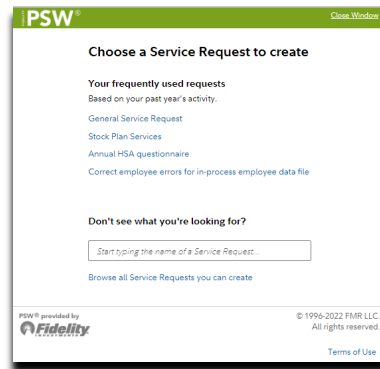 PSW®
Close Window
Choose a Service Request to create
Your frequently used requests
Based on your past year's activity.
General Service Request
Stock Plan Services
Annual HSA questionnaire
Correct employee errors for in-process employee data file
Don't see what you're looking for?
Start typing the name of a Service Request...
Browse all Service Requests you can create
PSW® provided by
Fidelity
INVESTMENTS
© 1996-2022 FMR LLC.
All rights reserved.
Terms of Use